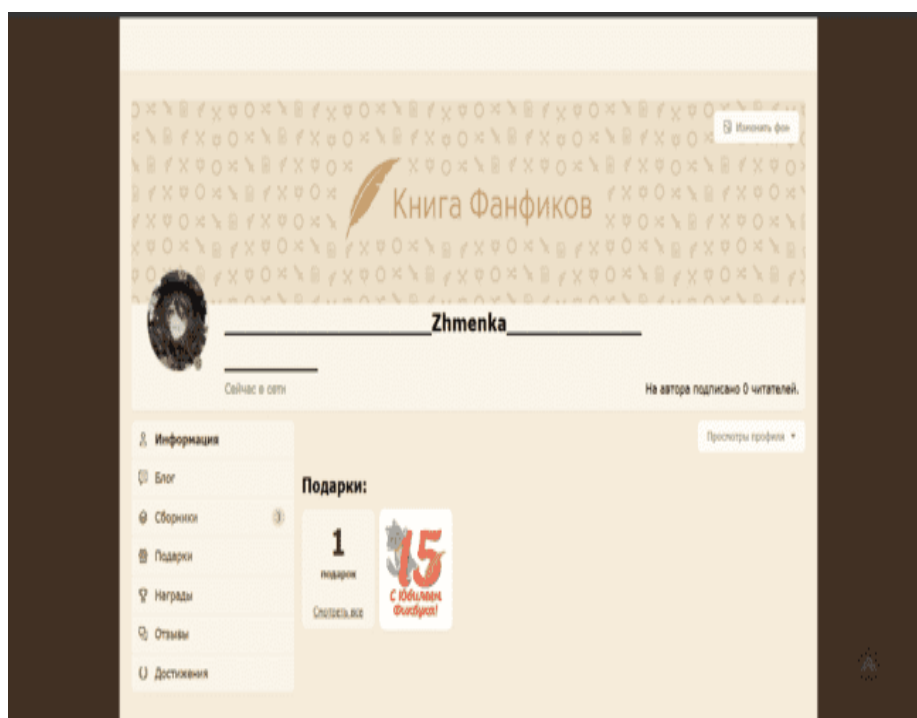 Изменить фон
Книга Фанфиков
__________________Zhmenka____________
________
Сейчас в сети
На автора подписано 0 читателей.
Информация
Просмотры профиля
Блог
Сборники 3
Подарки
Награды
Отзывы
Достижения
Подарки:
1
подарок
Смотреть все
15
С Юбилеем,
Фикбука!